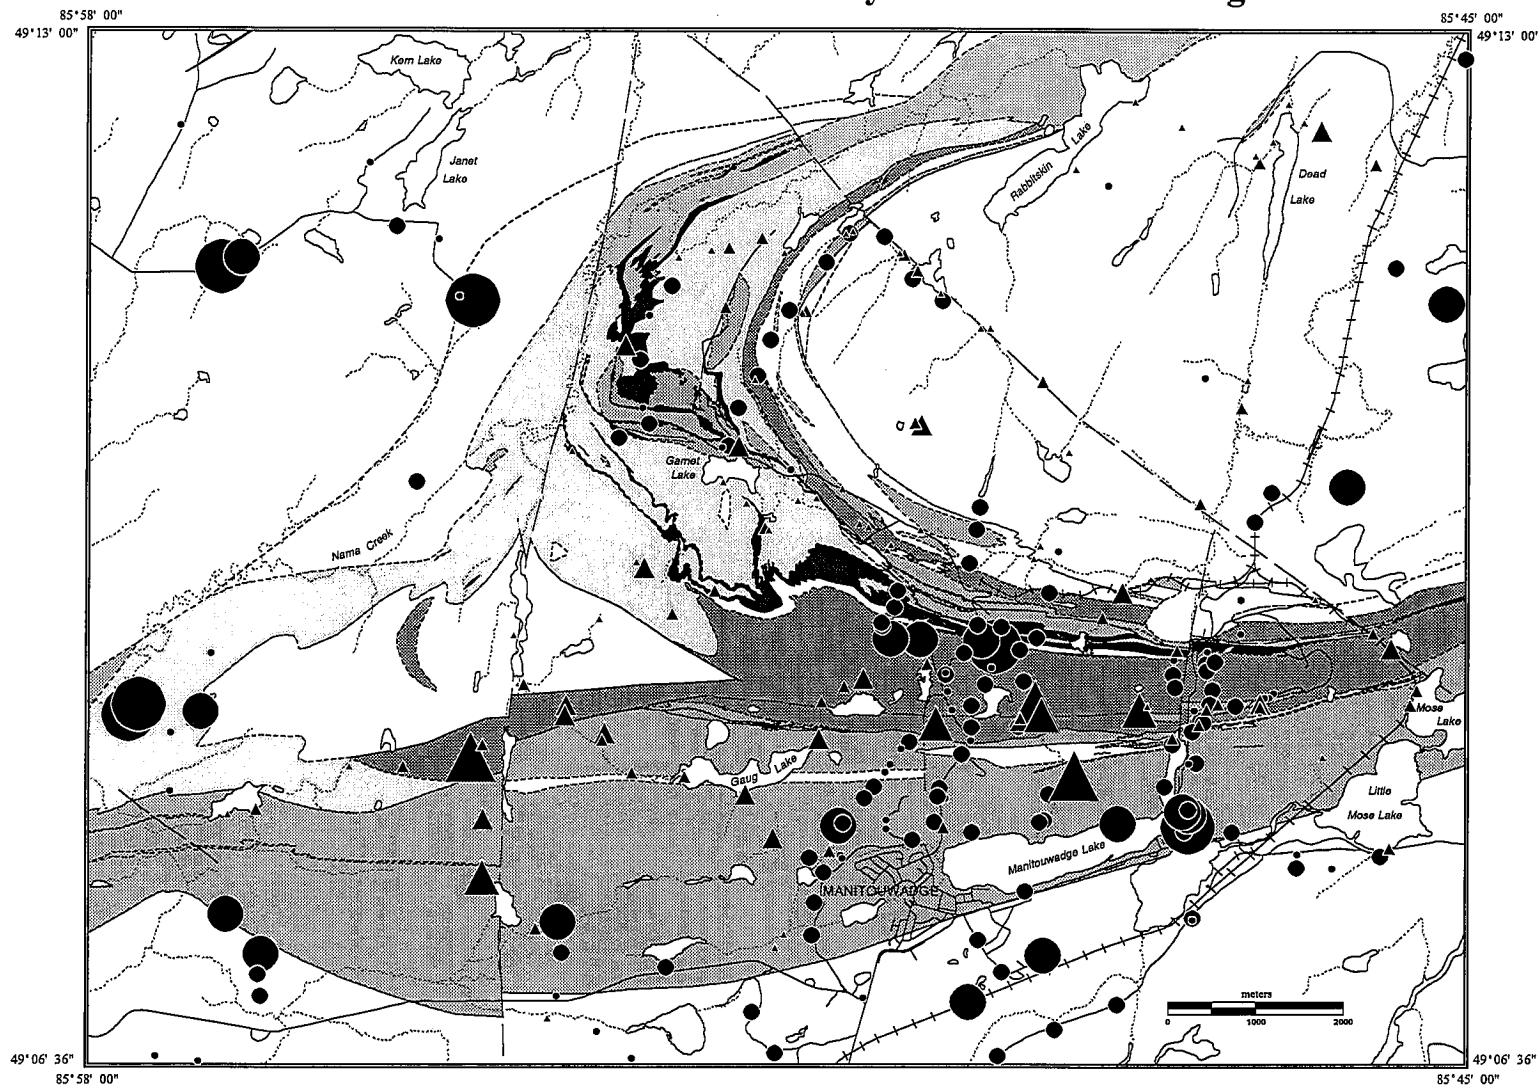 85° 58' 00"
85° 45' 00"
49° 13' 00"
49° 13' 00"
Kern Lake
Janet
Lake
Rabbitskin Lake
Dead
Lake
Garnet
Lake
Nama Creek
Mose
Lake
Gaug Lake
Little
Mose Lake
Manitouwadge Lake
MANITOUWADGE
meters
0 1000 2000
49° 06' 36"
49° 06' 36"
85° 58' 00"
85° 45' 00"